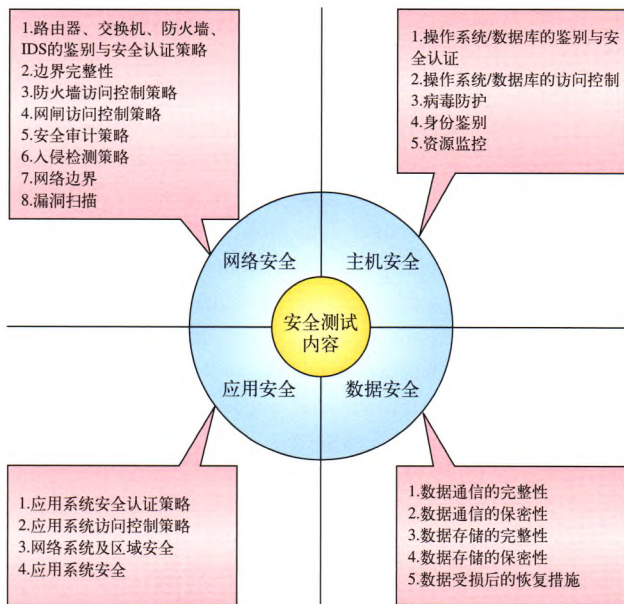 1.路由器、交换机、防火墙、
IDS的鉴别与安全认证策略
2.边界完整性
3.防火墙访问控制策略
4.网闸访问控制策略
5.安全审计策略
6.入侵检测策略
7.网络边界
8.漏洞扫描
1.操作系统/数据库的鉴别与安
全认证
2.操作系统/数据库的访问控制
3.病毒防护
4.身份鉴别
5.资源监控
网络安全
主机安全
安全测试
内容
应用安全
数据安全
1.应用系统安全认证策略
2.应用系统访问控制策略
3.网络系统及区域安全
4.应用系统安全
1.数据通信的完整性
2.数据通信的保密性
3.数据存储的完整性
4.数据存储的保密性
5.数据受损后的恢复措施